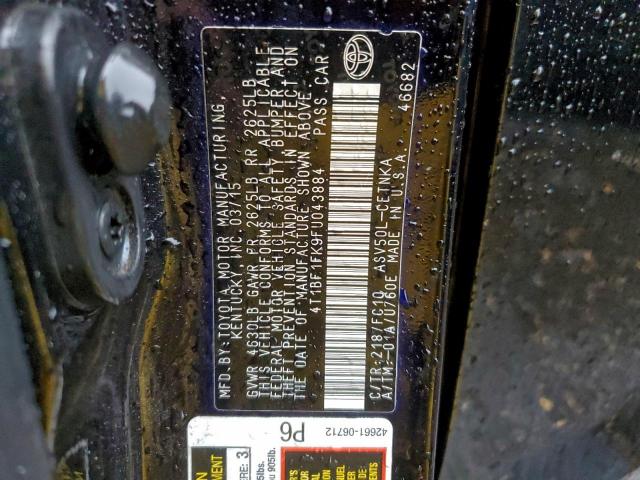 MFD.BY:TOYOTA MOTOR MANUFACTURING,
KENTUCKY, INC. 03/15
GVWR 4630LB GAWR FR 2625LB RR 2625LB
THIS VEHICLE CONFORMS TO ALL APPLICABLE
FEDERAL MOTOR VEHICLE SAFETY, BUMPER, AND
THEFT PREVENTION STANDARDS IN EFFECT ON
THE DATE OF MANUFACTURE SHOWN ABOVE.
4T1BF1FK9FU043884 PASS CAR
C/TR:218/FC10 ASV50L-CETNKA
A/TM:-01A/U760E MADE IN U.S.A
46682
42661-06712
P6